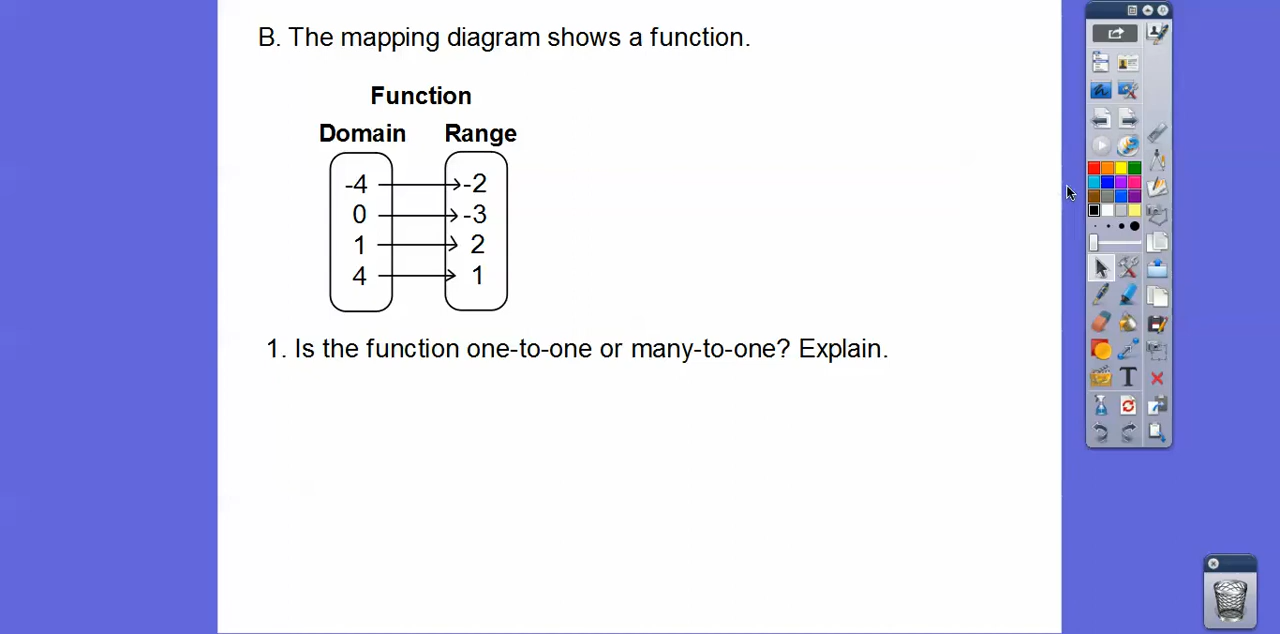 B. The mapping diagram shows a function.
Function
Domain Range
-4 -2
0 -3
1 2
4 1
1. Is the function one-to-one or many-to-one? Explain.